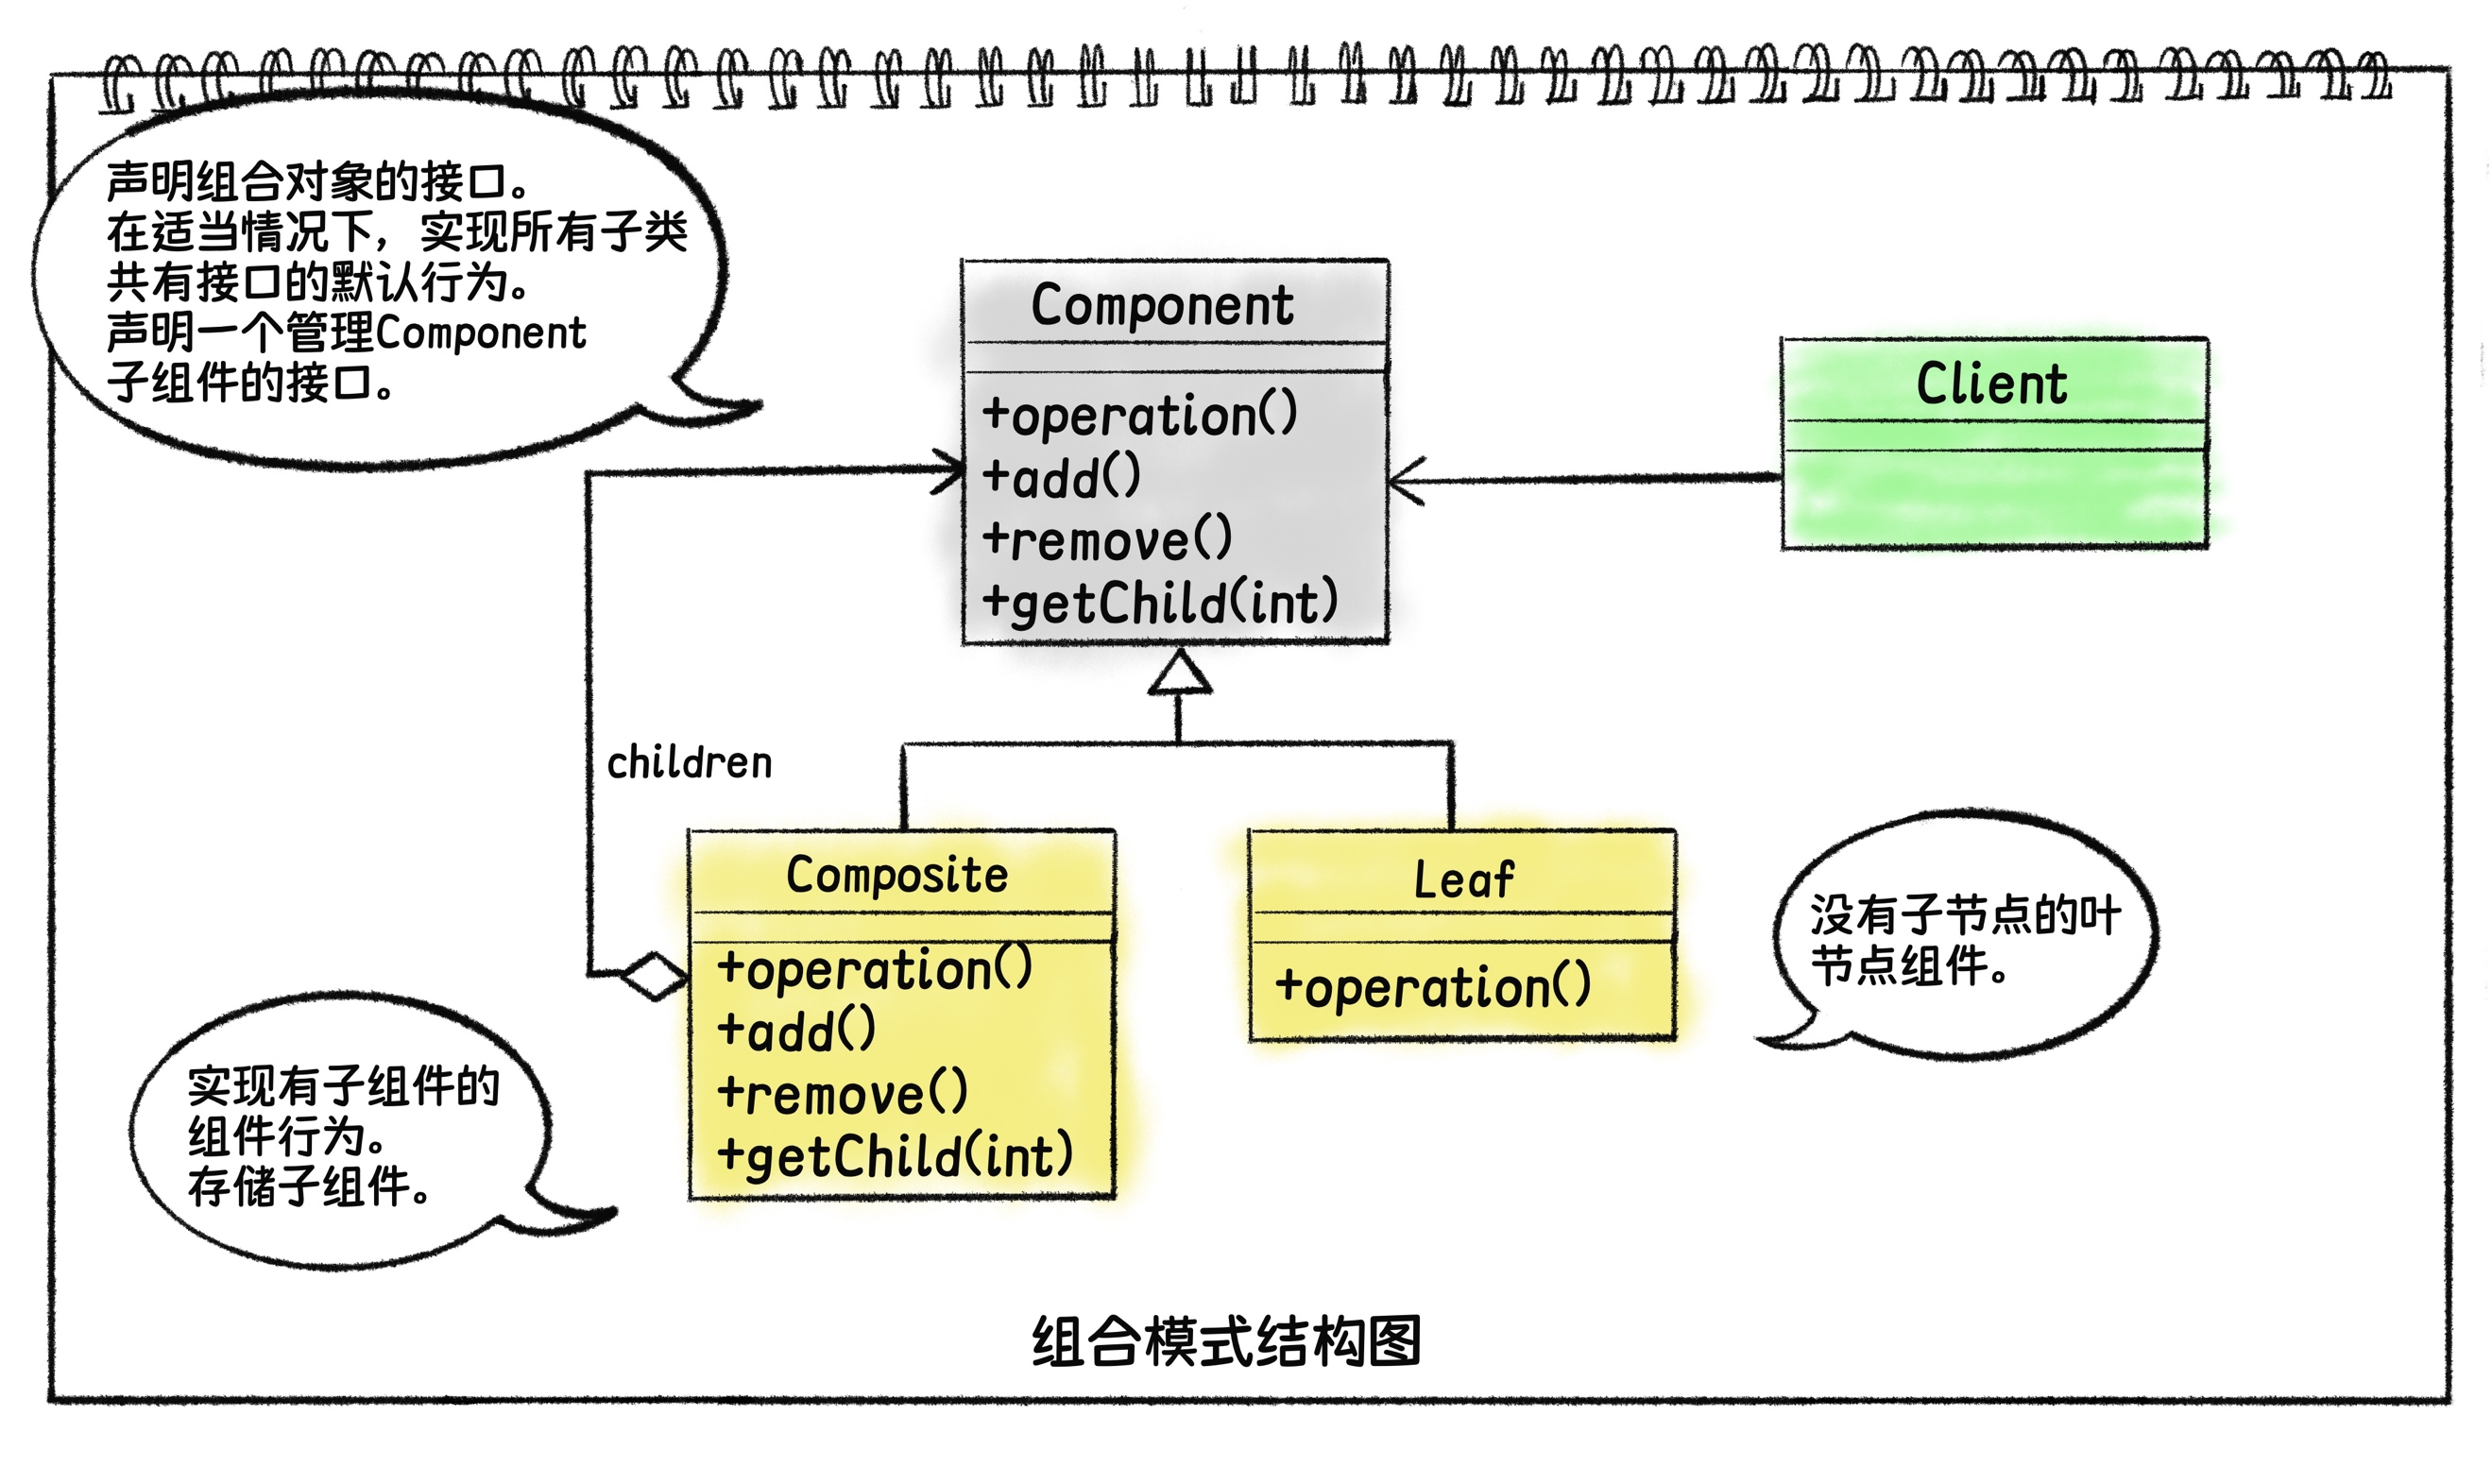 声明组合对象的接口。
在适当情况下，实现所有子类
共有接口的默认行为。
声明一个管理Component
子组件的接口。
Component
+operation()
+add()
+remove()
+getChild(int)
Client
children
Composite
+operation()
+add()
+remove()
+getChild(int)
Leaf
+operation()
没有子节点的叶
节点组件。
实现有子组件的
组件行为。
存储子组件。
组合模式结构图